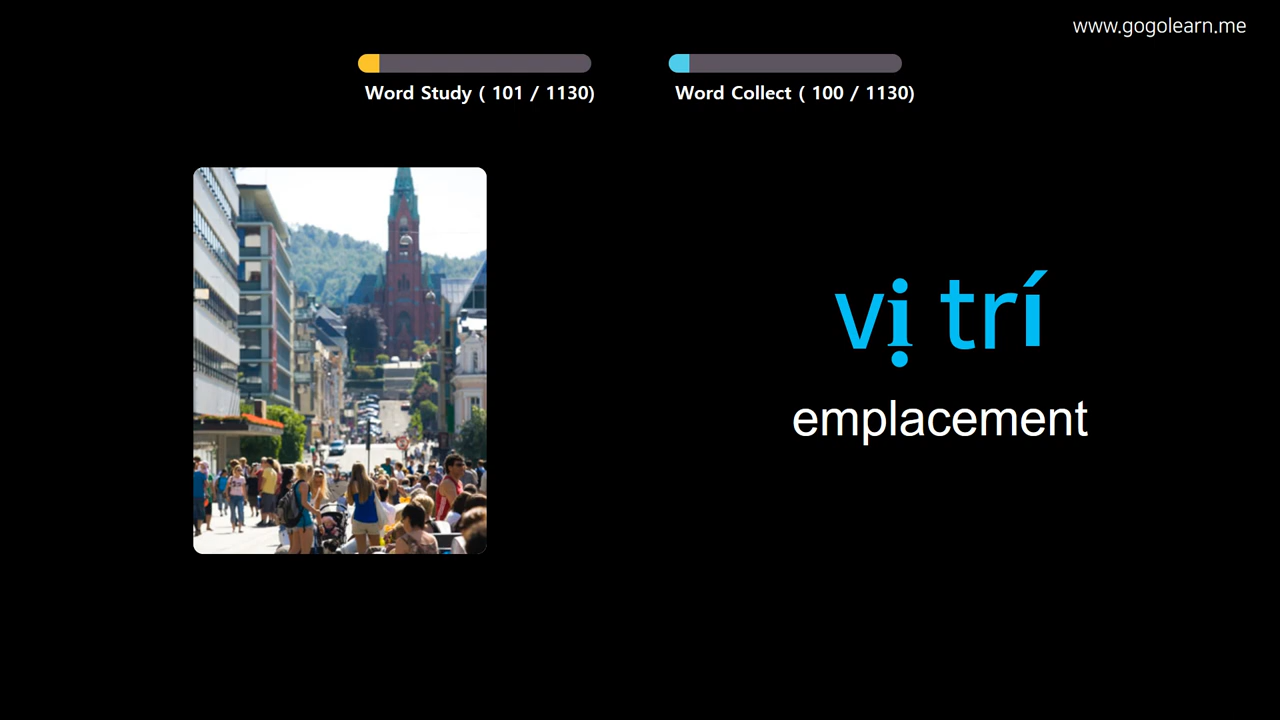 www.gogolearn.me
Word Study ( 101 / 1130)
Word Collect ( 100 / 1130)
vị trí
emplacement